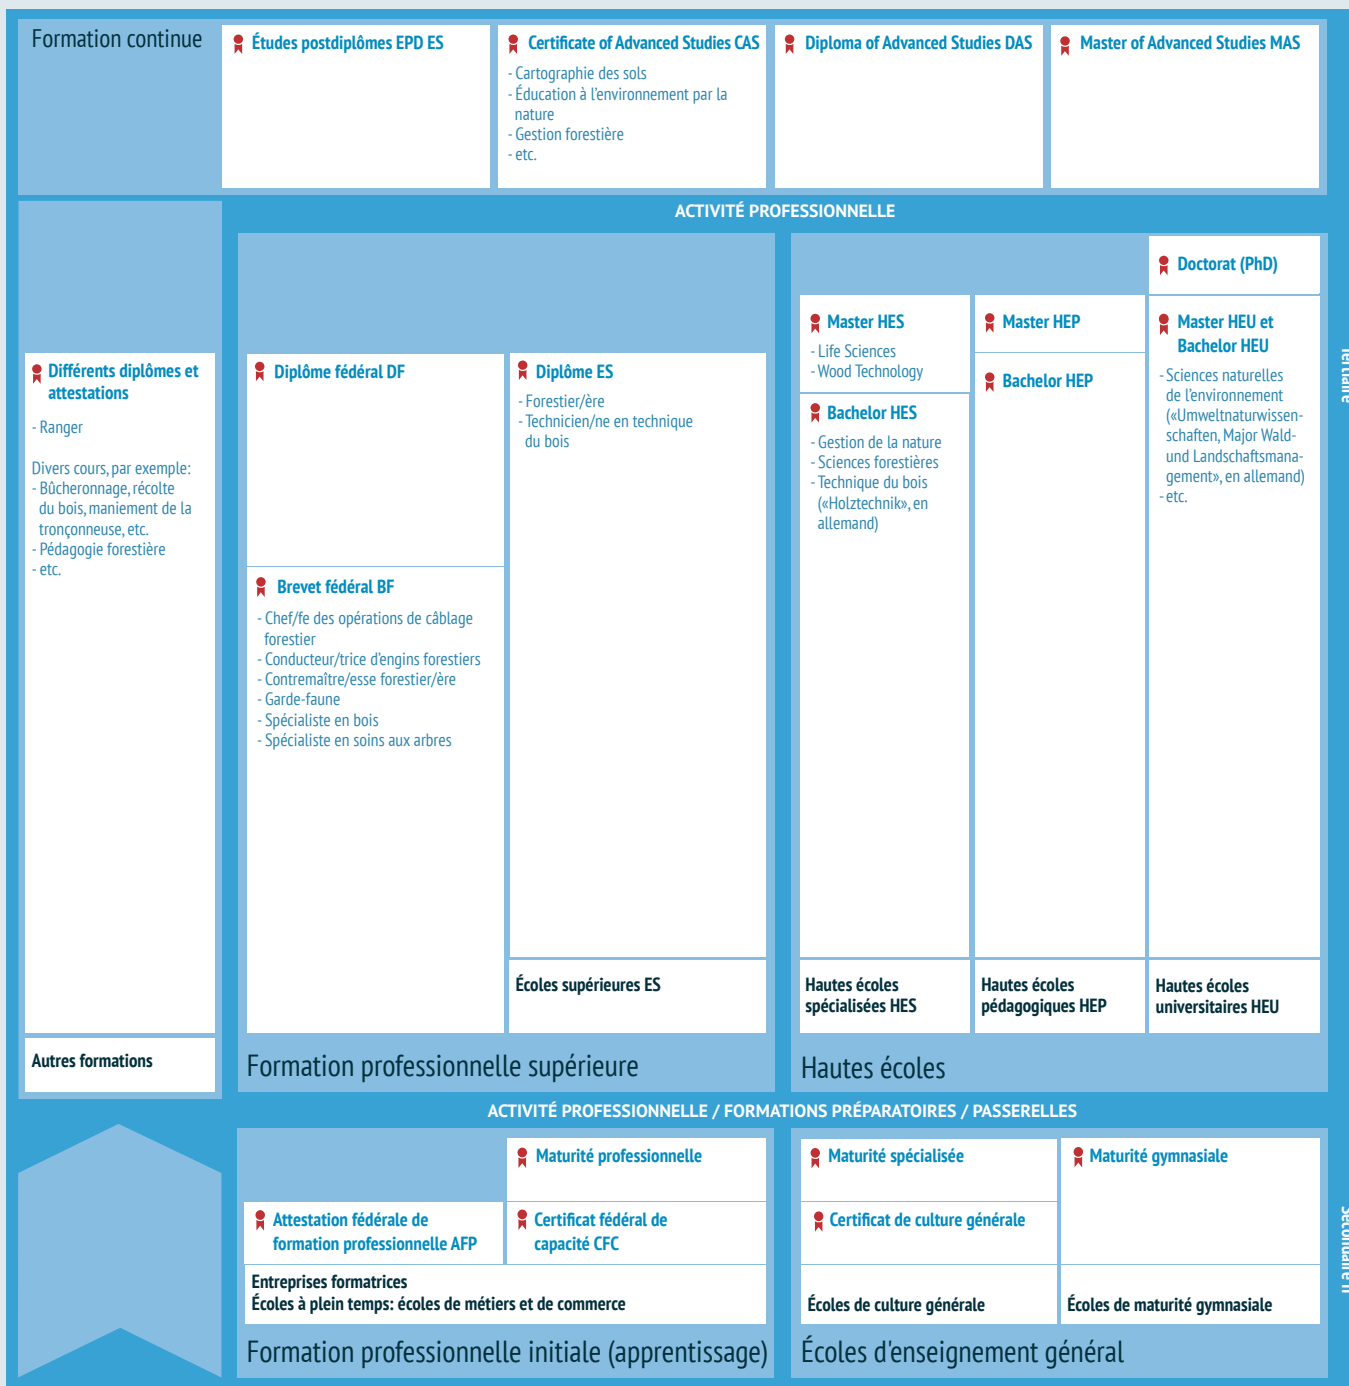 Formation continue
Études postdiplômes EPD ES
Certificate of Advanced Studies CAS
- Cartographie des sols
- Éducation à l'environnement par la
nature
- Gestion forestière
- etc.
Diploma of Advanced Studies DAS
Master of Advanced Studies MAS
ACTIVITÉ PROFESSIONNELLE
Différents diplômes et
attestations
- Ranger
Divers cours, par exemple:
- Bûcheronnage, récolte
du bois, maniement de la
tronçonneuse, etc.
- Pédagogie forestière
- etc.
Autres formations
Diplôme fédéral DF
Brevet fédéral BF
- Chef/fe des opérations de câblage
forestier
- Conducteur/trice d'engins forestiers
- Contremaître/esse forestier/ère
- Garde-faune
- Spécialiste en bois
- Spécialiste en soins aux arbres
Diplôme ES
- Forestier/ère
- Technicien/ne en technique
du bois
Écoles supérieures ES
Formation professionnelle supérieure
Master HES
- Life Sciences
- Wood Technology
Bachelor HES
- Gestion de la nature
- Sciences forestières
- Technique du bois
(«Holztechnik», en
allemand)
Hautes écoles
spécialisées HES
Master HEP
Bachelor HEP
Hautes écoles
pédagogiques HEP
Doctorat (PhD)
Master HEU et
Bachelor HEU
- Sciences naturelles
de l'environnement
(«Umweltnaturwissen-
schaften, Major Wald-
und Landschaftsmana-
gement», en allemand)
- etc.
Hautes écoles
universitaires HEU
Hautes écoles
Tertiaire
ACTIVITÉ PROFESSIONNELLE / FORMATIONS PRÉPARATOIRES / PASSERELLES
Maturité professionnelle
Attestation fédérale de
formation professionnelle AFP
Certificat fédéral de
capacité CFC
Entreprises formatrices
Écoles à plein temps: écoles de métiers et de commerce
Formation professionnelle initiale (apprentissage)
Maturité spécialisée
Certificat de culture générale
Écoles de culture générale
Maturité gymnasiale
Écoles de maturité gymnasiale
Écoles d'enseignement général
Secondaire II